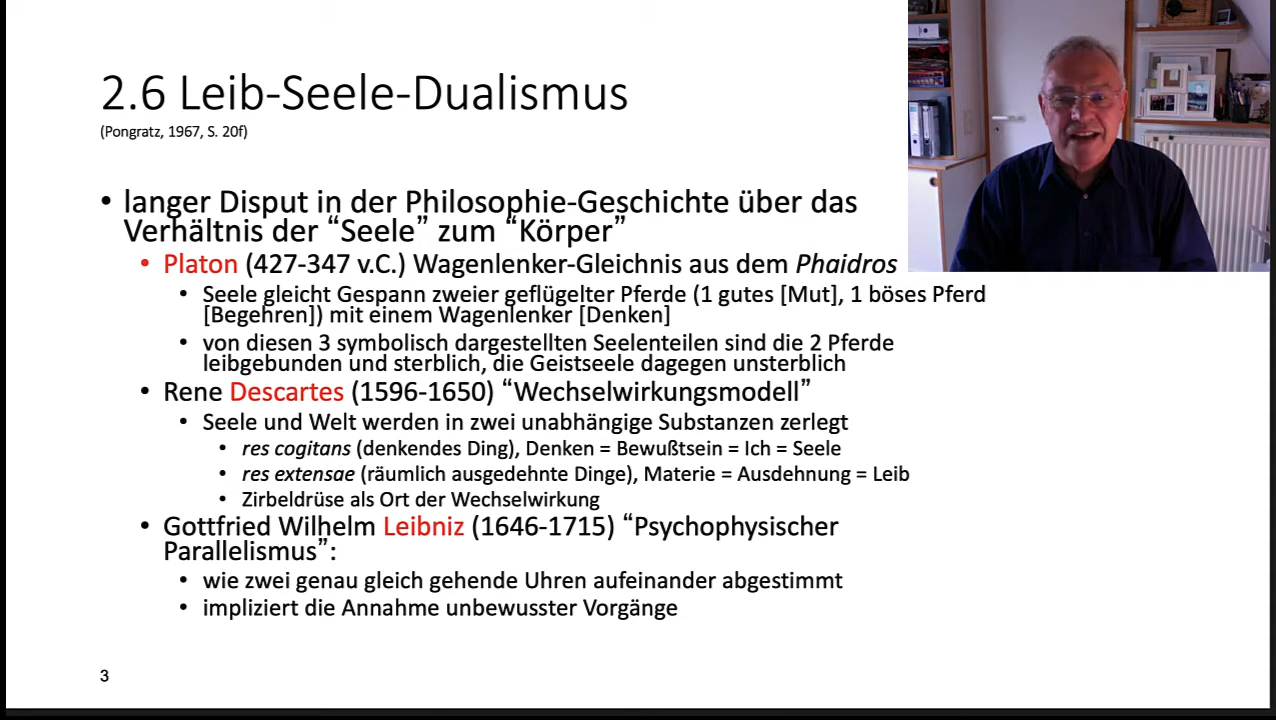 2.6 Leib-Seele-Dualismus
(Pongratz, 1967, S. 20f)
• langer Disput in der Philosophie-Geschichte über das
Verhältnis der “Seele” zum “Körper”
• Platon (427-347 v.C.) Wagenlenker-Gleichnis aus dem Phaidros
• Seele gleicht Gespann zweier geflügelter Pferde (1 gutes [Mut], 1 böses Pferd
[Begehren]) mit einem Wagenlenker [Denken]
• von diesen 3 symbolisch dargestellten Seelenteilen sind die 2 Pferde
leibgebunden und sterblich, die Geistseele dagegen unsterblich
• Rene Descartes (1596-1650) “Wechselwirkungsmodell”
• Seele und Welt werden in zwei unabhängige Substanzen zerlegt
• res cogitans (denkendes Ding), Denken = Bewußtsein = Ich = Seele
• res extensae (räumlich ausgedehnte Dinge), Materie = Ausdehnung = Leib
• Zirbeldrüse als Ort der Wechselwirkung
• Gottfried Wilhelm Leibniz (1646-1715) “Psychophysischer
Parallelismus”:
• wie zwei genau gleich gehende Uhren aufeinander abgestimmt
• impliziert die Annahme unbewusster Vorgänge
3